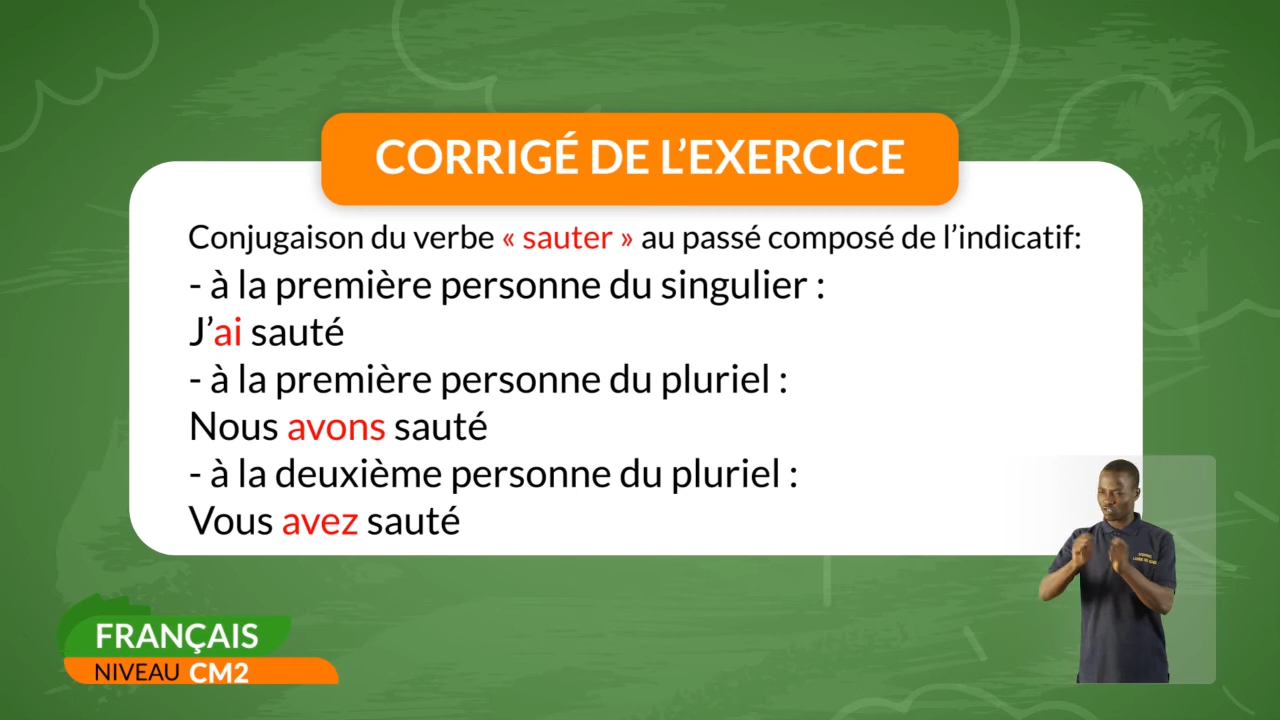 CORRIGÉ DE L’EXERCICE
Conjugaison du verbe « sauter » au passé composé de l’indicatif:
- à la première personne du singulier :
J’ai sauté
- à la première personne du pluriel :
Nous avons sauté
- à la deuxième personne du pluriel :
Vous avez sauté
FRANÇAIS
NIVEAU CM2